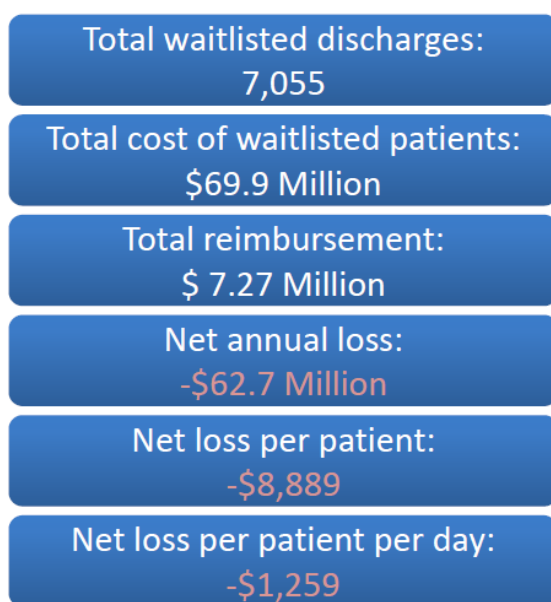 Total waitlisted discharges:
7,055
Total cost of waitlisted patients:
$69.9 Million
Total reimbursement:
$ 7.27 Million
Net annual loss:
-$62.7 Million
Net loss per patient:
-$8,889
Net loss per patient per day:
-$1,259